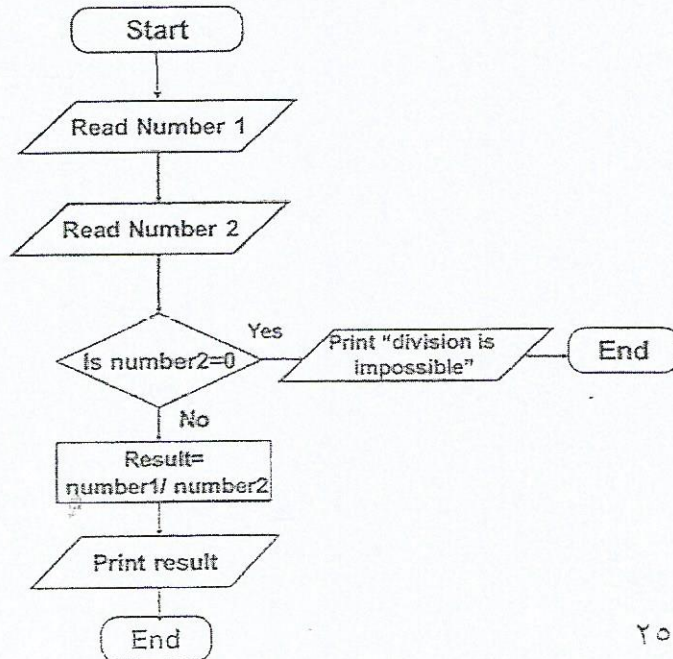 Start
Read Number 1
Read Number 2
Is number2=0
Yes
Print “division is
impossible”
End
No
Result=
number1/ number2
Print result
End
٢٥